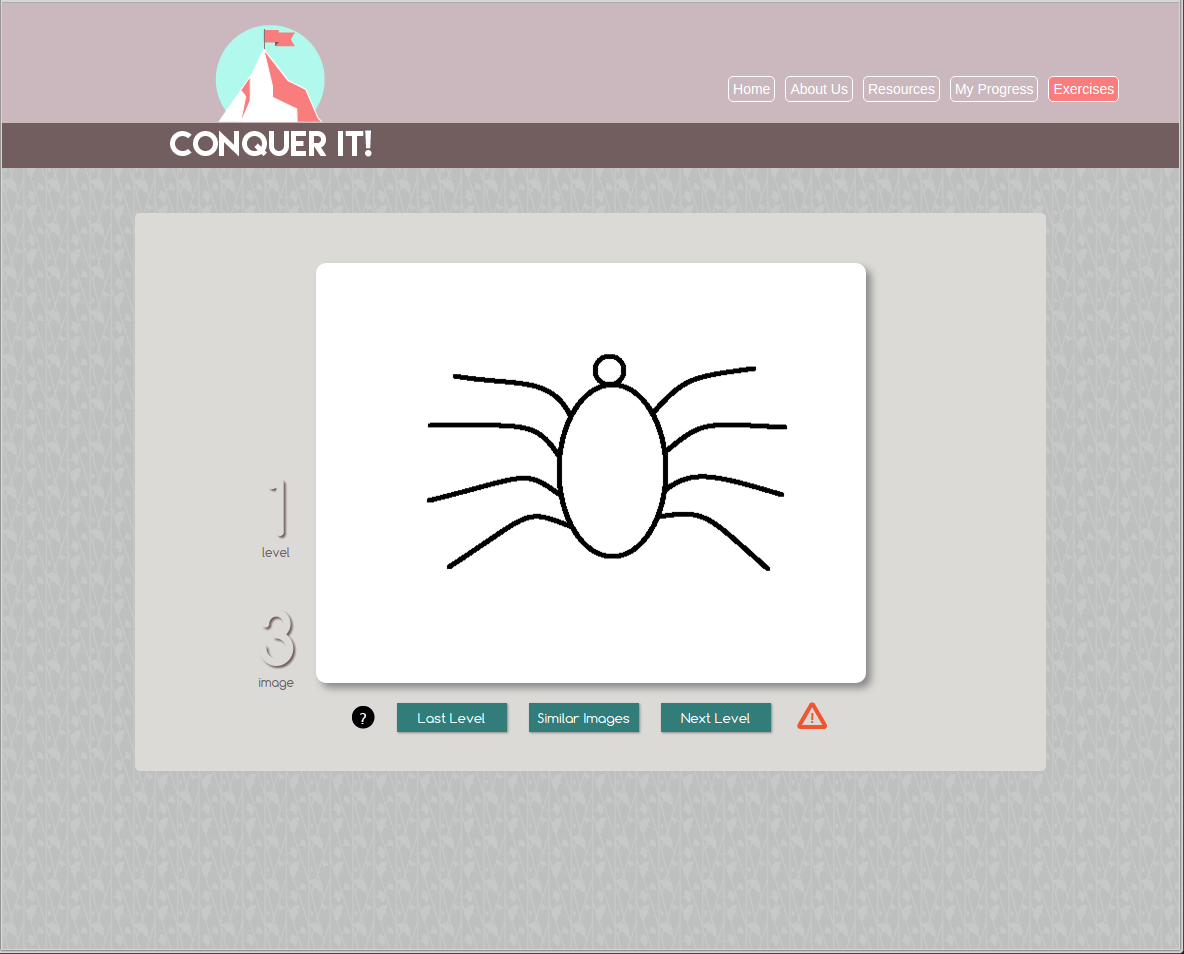 Home
About Us
Resources
My Progress
Exercises
CONQUER IT!
1
level
3
image
?
Last Level
Similar Images
Next Level
!